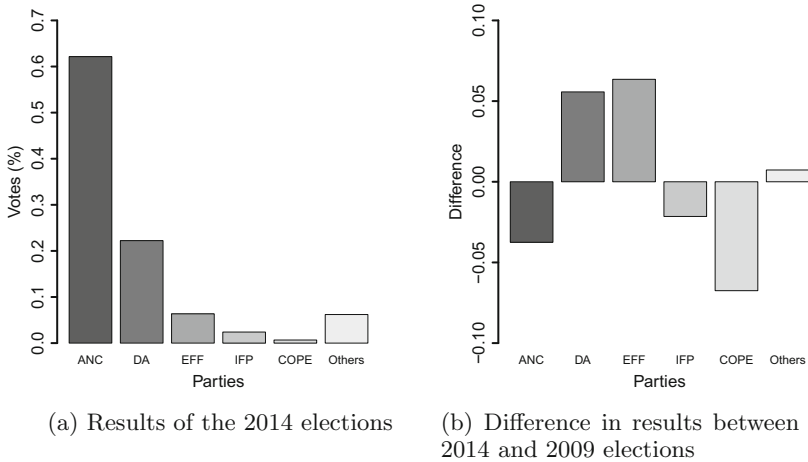 Votes (%)
0.0 0.1 0.2 0.3 0.4 0.5 0.6 0.7
ANC DA EFF IFP COPE Others
Parties
(a) Results of the 2014 elections
Difference
−0.10 −0.05 0.00 0.05 0.10
ANC DA EFF IFP COPE Others
Parties
(b) Difference in results between
2014 and 2009 elections